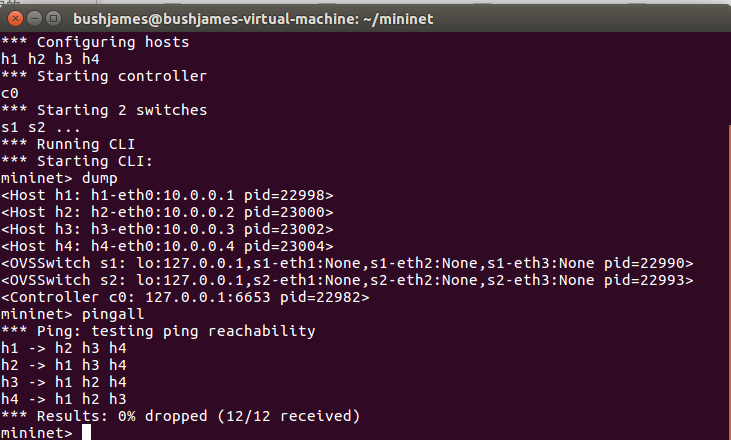 bushjames@bushjames-virtual-machine: ~/mininet
*** Configuring hosts
h1 h2 h3 h4
*** Starting controller
c0
*** Starting 2 switches
s1 s2 ...
*** Running CLI
*** Starting CLI:
mininet> dump
<Host h1: h1-eth0:10.0.0.1 pid=22998>
<Host h2: h2-eth0:10.0.0.2 pid=23000>
<Host h3: h3-eth0:10.0.0.3 pid=23002>
<Host h4: h4-eth0:10.0.0.4 pid=23004>
<OVSSwitch s1: lo:127.0.0.1,s1-eth1:None,s1-eth2:None,s1-eth3:None pid=22990>
<OVSSwitch s2: lo:127.0.0.1,s2-eth1:None,s2-eth2:None,s2-eth3:None pid=22993>
<Controller c0: 127.0.0.1:6653 pid=22982>
mininet> pingall
*** Ping: testing ping reachability
h1 -> h2 h3 h4
h2 -> h1 h3 h4
h3 -> h1 h2 h4
h4 -> h1 h2 h3
*** Results: 0% dropped (12/12 received)
mininet>